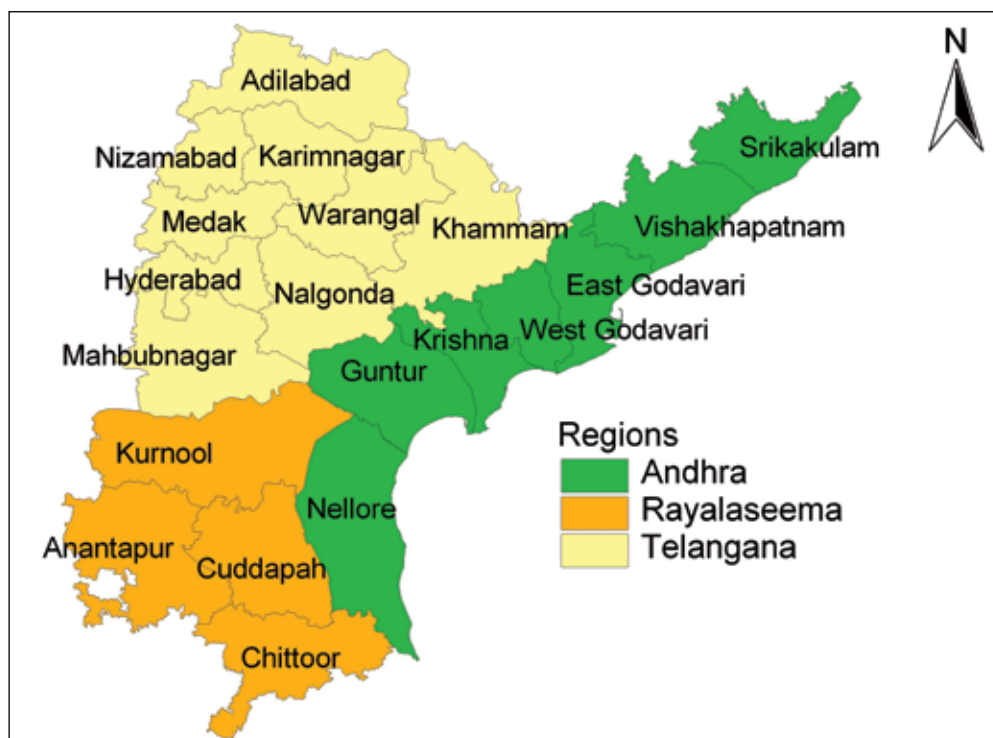 N
Adilabad
Srikakulam
Nizamabad
Karimnagar
Medak
Warangal
Khammam
Vishakhapatnam
Hyderabad
Nalgonda
East Godavari
Mahbubnagar
Krishna
West Godavari
Guntur
Kurnool
Nellore
Anantapur
Cuddapah
Chittoor
Regions
Andhra
Rayalaseema
Telangana